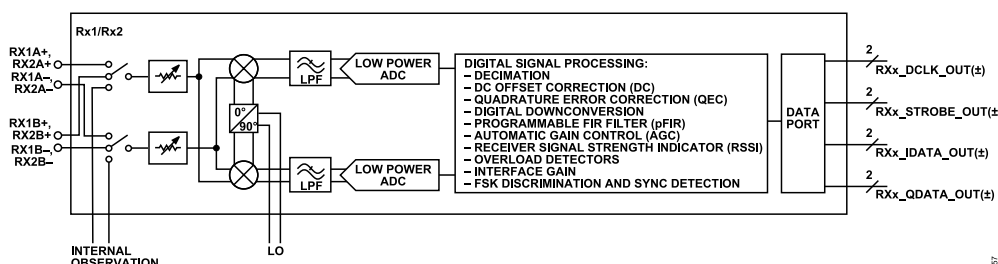 Rx1/Rx2
RX1A+,
RX2A+
RX1A–,
RX2A–
RX1B+,
RX2B+
RX1B–,
RX2B–
LPF
LOW POWER
ADC
0°
90°
LPF
LOW POWER
ADC
DIGITAL SIGNAL PROCESSING:
– DECIMATION
– DC OFFSET CORRECTION (DC)
– QUADRATURE ERROR CORRECTION (QEC)
– DIGITAL DOWNCONVERSION
– PROGRAMMABLE FIR FILTER (pFIR)
– AUTOMATIC GAIN CONTROL (AGC)
– RECEIVER SIGNAL STRENGTH INDICATOR (RSSI)
– OVERLOAD DETECTORS
– INTERFACE GAIN
– FSK DISCRIMINATION AND SYNC DETECTION
DATA
PORT
2
RXx_DCLK_OUT(±)
2
RXx_STROBE_OUT(±)
2
RXx_IDATA_OUT(±)
2
RXx_QDATA_OUT(±)
INTERNAL
OBSERVATION
LO